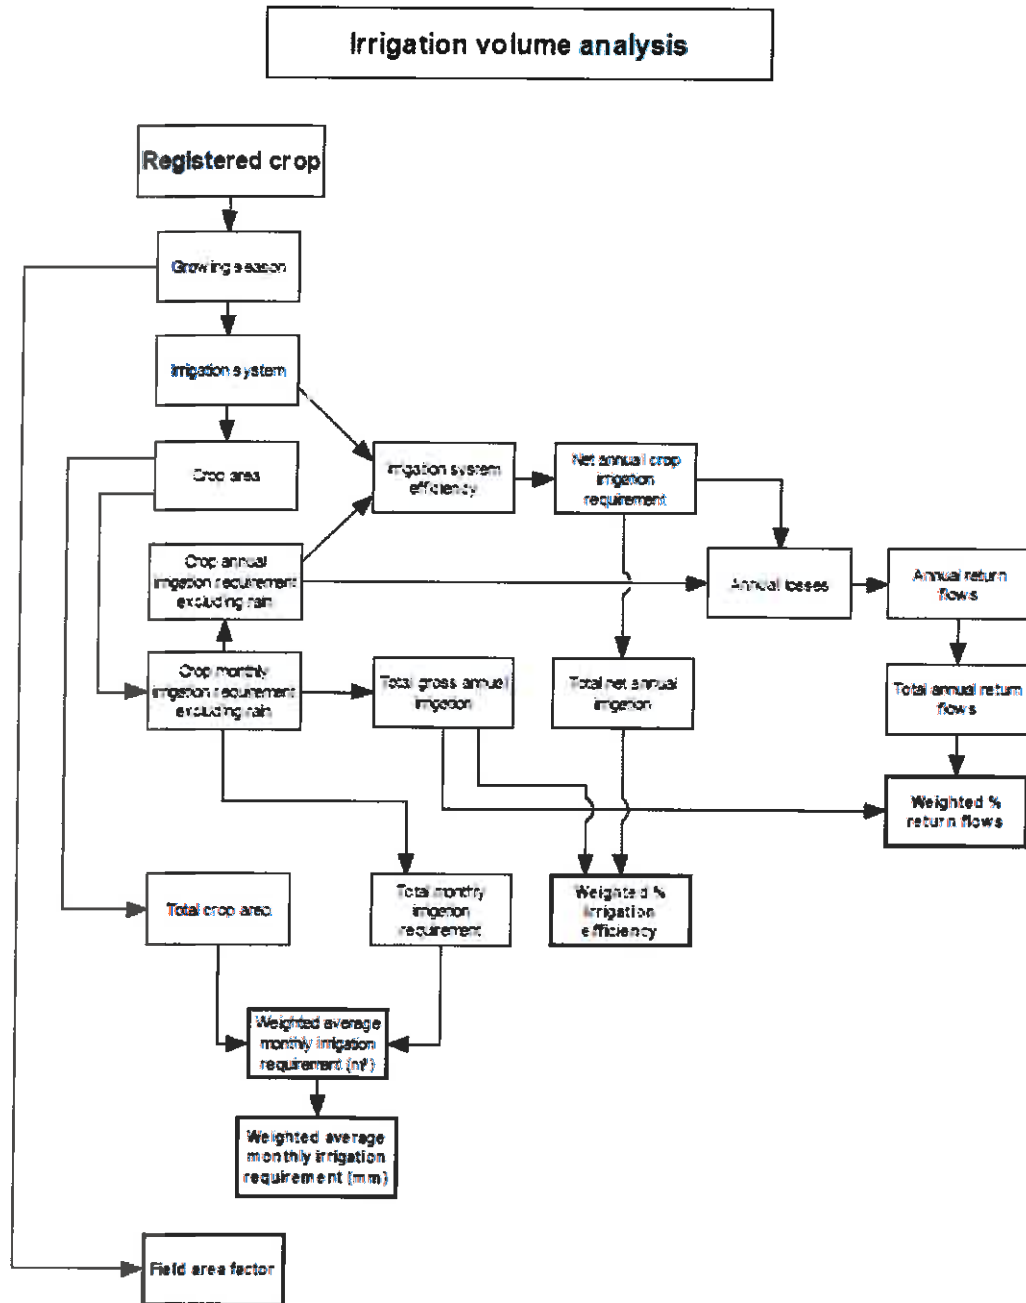 Irrigation volume analysis
Registered crop
Growing season
Irrigation system
Crop area
Irrigation system
efficiency
Net annual crop
irrigation
requirement
Crop annual
irrigation requirement
excluding rain
Annual losses
Annual return
flows
Crop monthly
irrigation requirement
excluding rain
Total gross annual
irrigation
Total net annual
irrigation
Total annual return
flows
Weighted %
return flows
Total crop area
Total monthly
irrigation
requirement
Weighted %
irrigation
efficiency
Weighted average
monthly irrigation
requirement (m³)
Weighted average
monthly irrigation
requirement (mm)
Field area factor